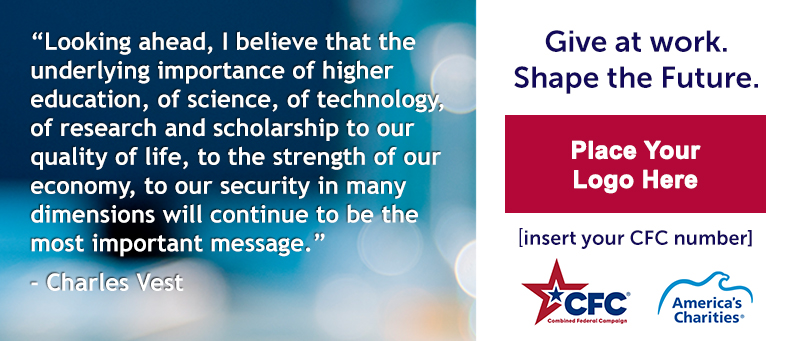 “Looking ahead, I believe that the
underlying importance of higher
education, of science, of technology,
of research and scholarship to our
quality of life, to the strength of our
economy, to our security in many
dimensions will continue to be the
most important message.”
- Charles Vest
Give at work.
Shape the Future.
Place Your
Logo Here
[insert your CFC number]
CFC®
Combined Federal Campaign
America's
Charities®